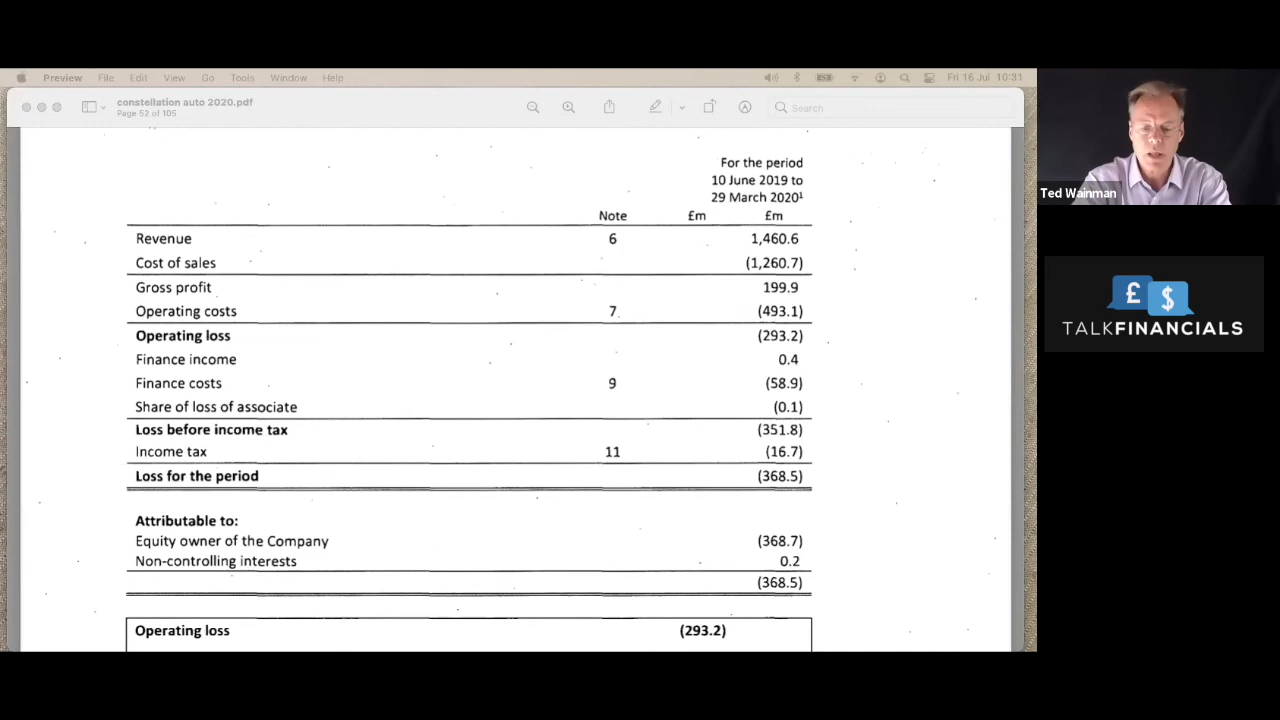 Preview File Edit View Go Tools Window Help Fri 16 Jul 10:31
constellation auto 2020.pdf
Page 52 of 105
Search
For the period
10 June 2019 to
29 March 2020¹
Note £m £m
Revenue 6 1,460.6
Cost of sales (1,260.7)
Gross profit 199.9
Operating costs 7 (493.1)
Operating loss (293.2)
Finance income 0.4
Finance costs 9 (58.9)
Share of loss of associate (0.1)
Loss before income tax (351.8)
Income tax 11 (16.7)
Loss for the period (368.5)
Attributable to:
Equity owner of the Company (368.7)
Non-controlling interests 0.2
(368.5)
Operating loss (293.2)
Ted Wainman
£ $
TALKFINANCIALS